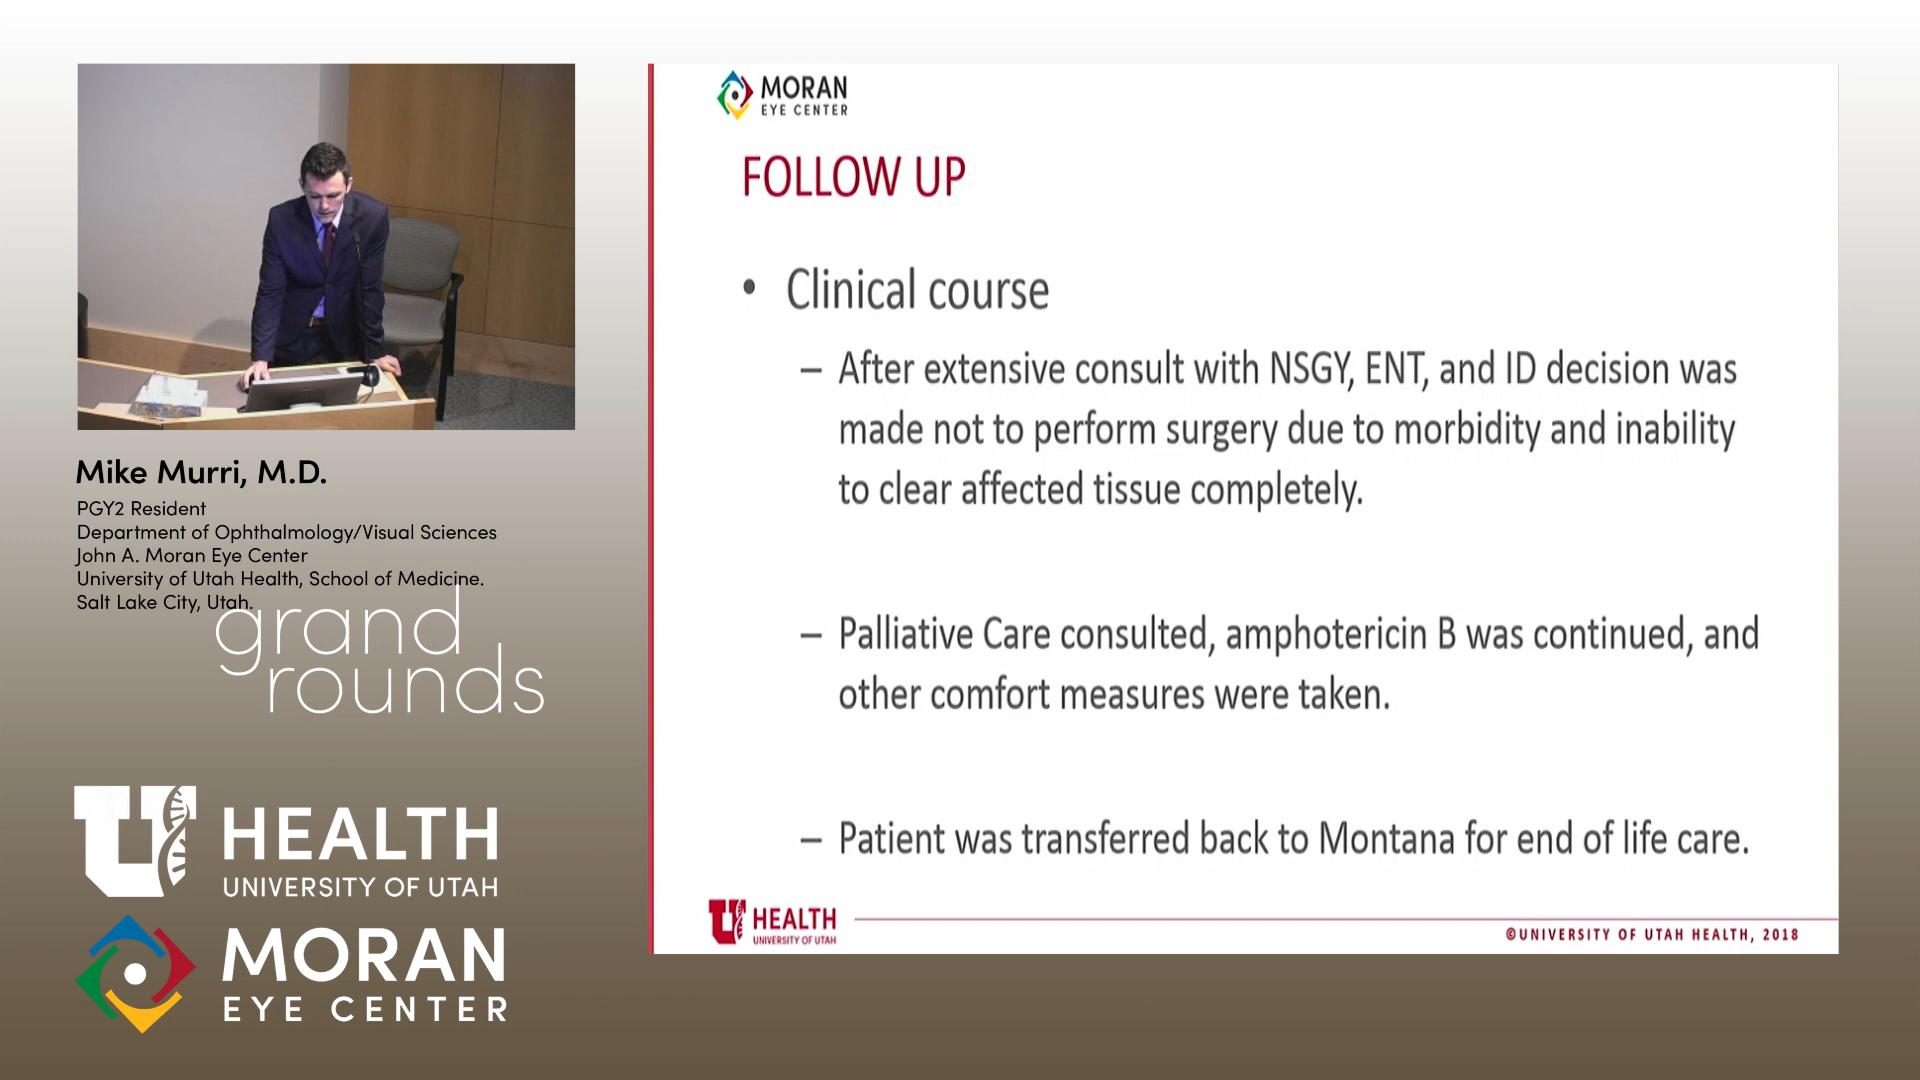 Mike Murri, M.D.
PGY2 Resident
Department of Ophthalmology/Visual Sciences
John A. Moran Eye Center
University of Utah Health, School of Medicine.
Salt Lake City, Utah.
grand
rounds
U HEALTH
UNIVERSITY OF UTAH
MORAN
EYE CENTER
MORAN
EYE CENTER
FOLLOW UP
• Clinical course
– After extensive consult with NSGY, ENT, and ID decision was
made not to perform surgery due to morbidity and inability
to clear affected tissue completely.
– Palliative Care consulted, amphotericin B was continued, and
other comfort measures were taken.
– Patient was transferred back to Montana for end of life care.
U HEALTH
UNIVERSITY OF UTAH
©UNIVERSITY OF UTAH HEALTH, 2018